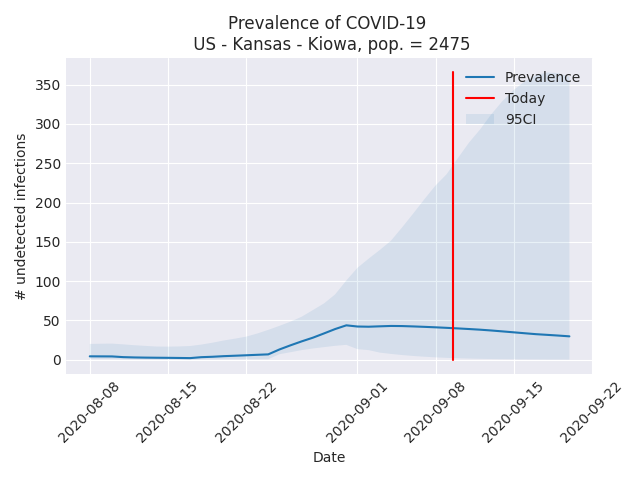 Prevalence of COVID-19
US - Kansas - Kiowa, pop. = 2475
Prevalence
Today
95CI
# undetected infections
350
300
250
200
150
100
50
0
2020-08-08
2020-08-15
2020-08-22
2020-09-01
2020-09-08
2020-09-15
2020-09-22
Date